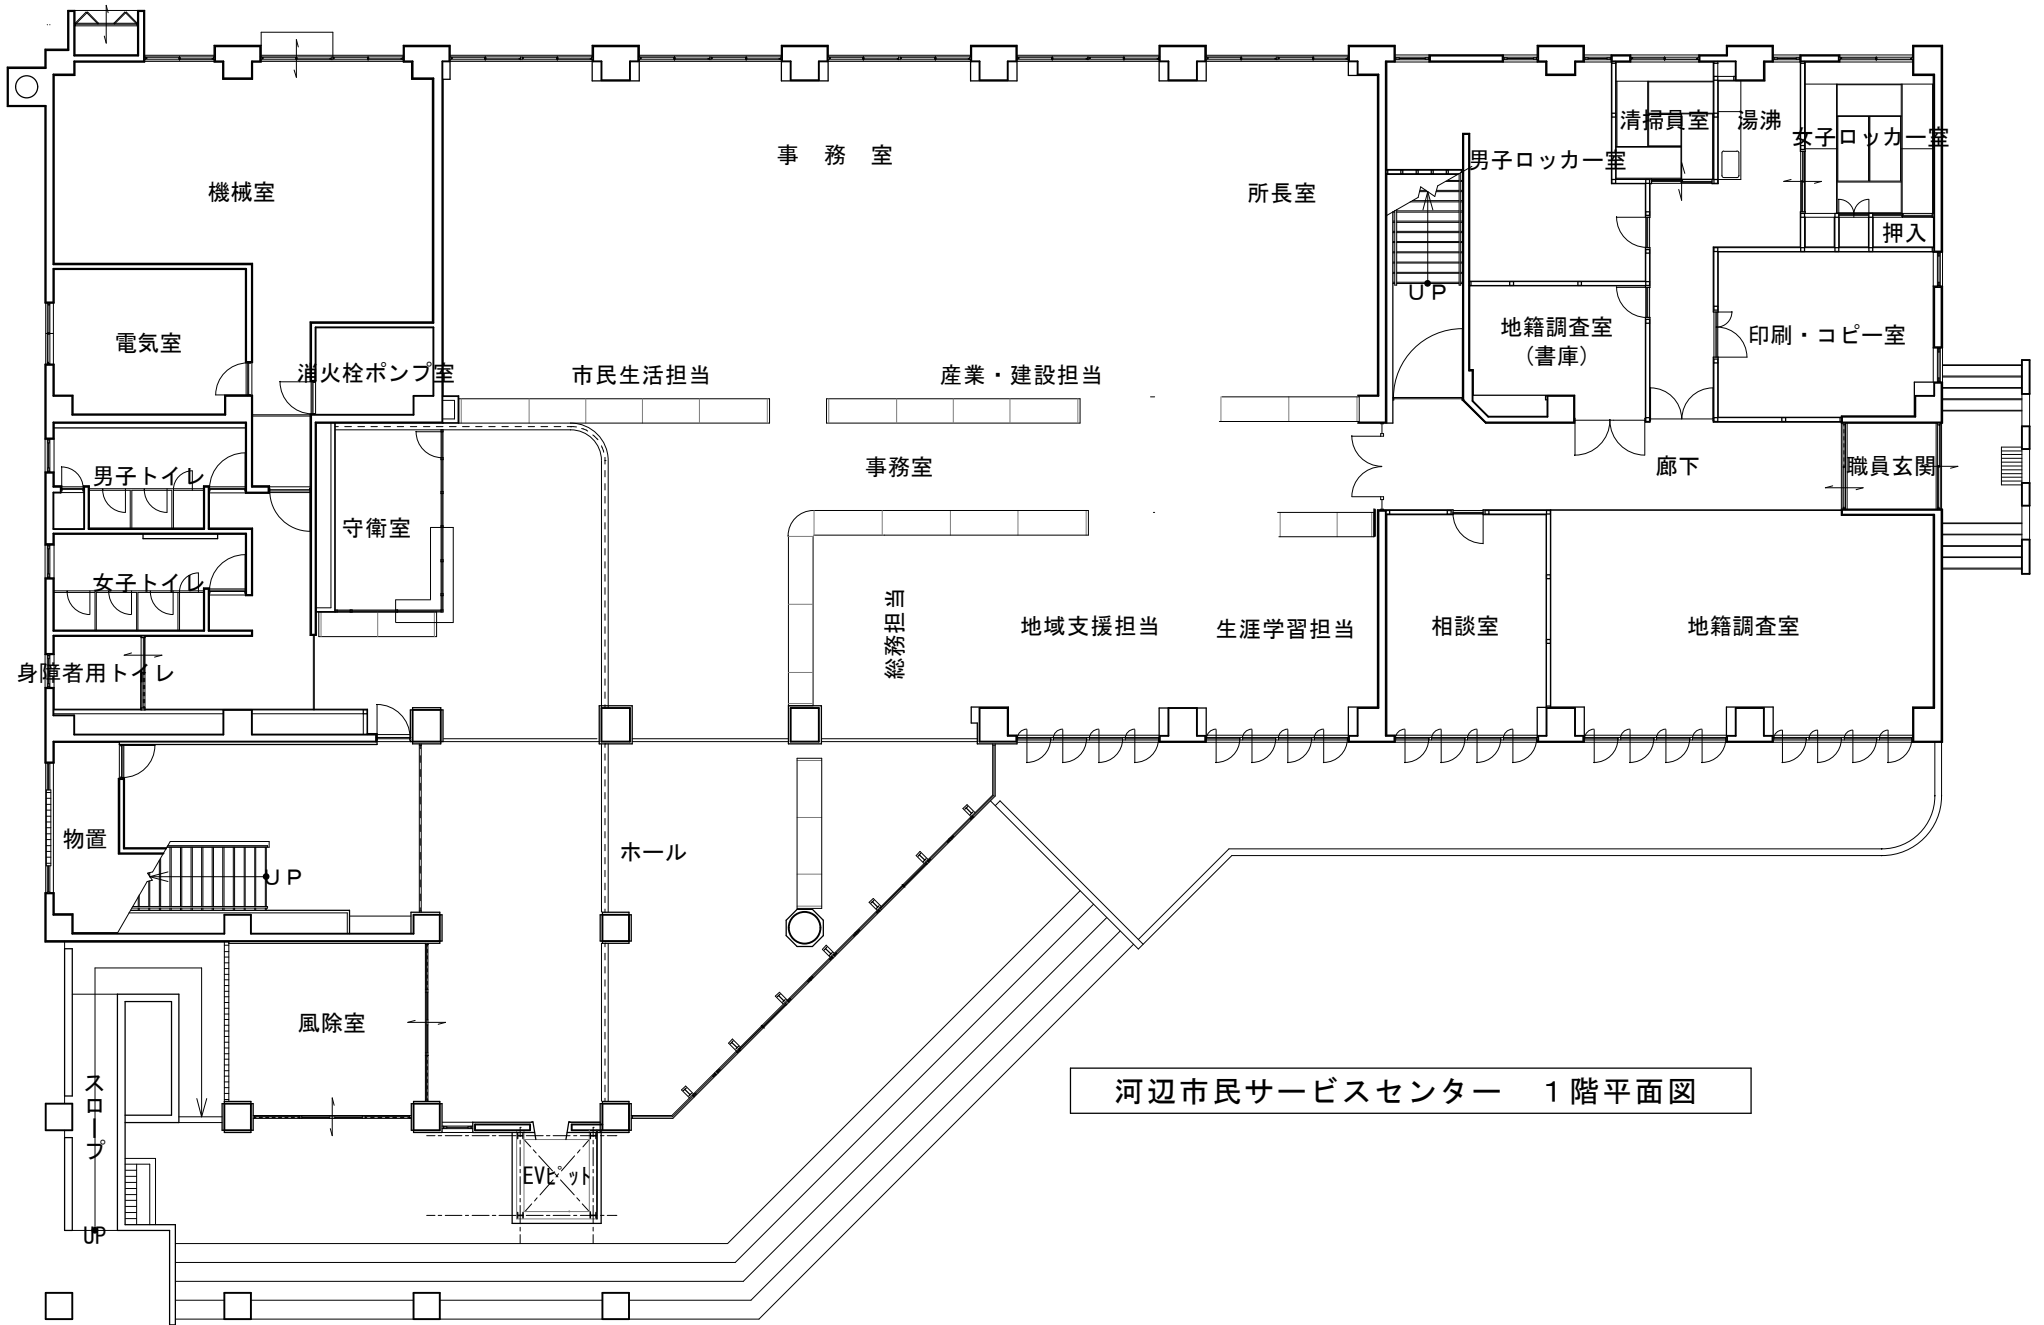 清掃員室
湯沸
女子ロッカー室
事　務　室
男子ロッカー室
機械室
所長室
押入
UP
電気室
地籍調査室
(書庫)
印刷・コピー室
消火栓ポンプ室
市民生活担当
産業・建設担当
男子トイレ
事務室
廊下
職員玄関
守衛室
女子トイレ
総務担当
地域支援担当
生涯学習担当
相談室
地籍調査室
身障者用トイレ
物置
ホール
UP
風除室
スロープ
河辺市民サービスセンター　１階平面図
EVピット
UP